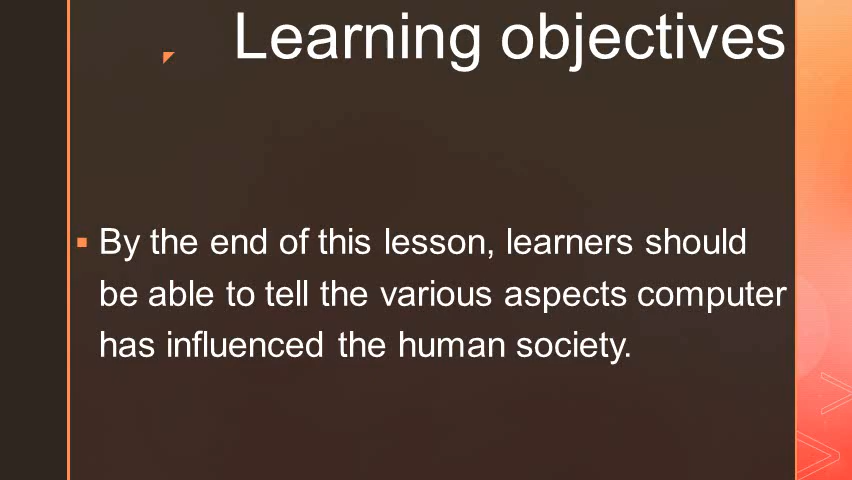 Learning objectives
By the end of this lesson, learners should
be able to tell the various aspects computer
has influenced the human society.